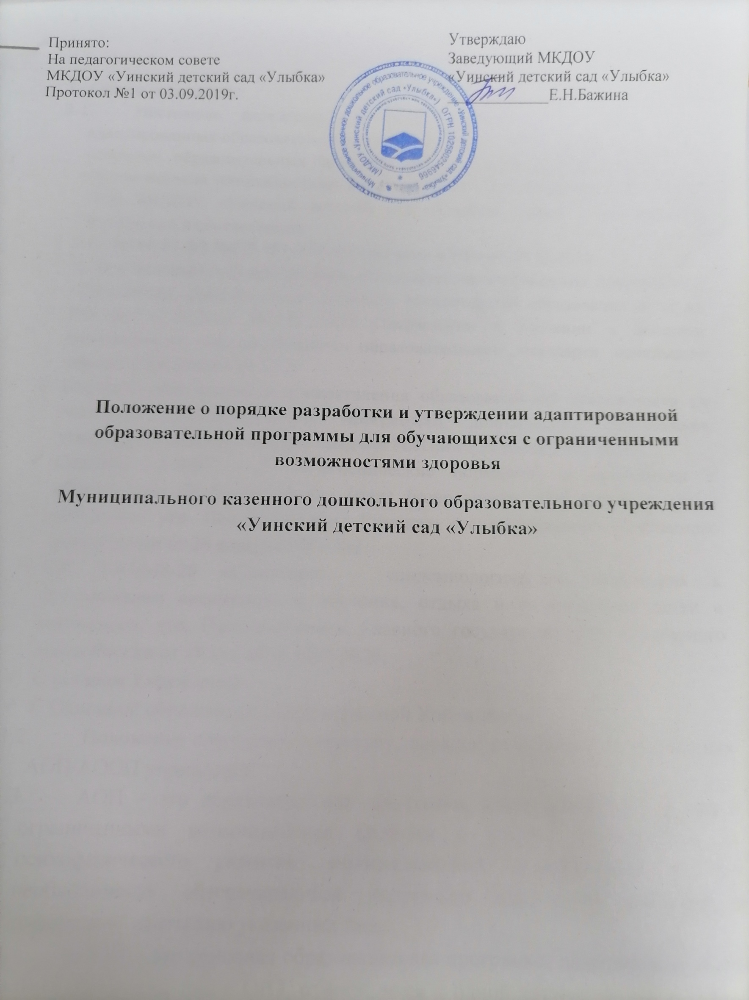 Принято:
На педагогическом совете
МКДОУ «Уинский детский сад «Улыбка»
Протокол №1 от 03.09.2019г.
Утверждаю
Заведующий МКДОУ
«Уинский детский сад «Улыбка»
Е.Н.Бажина
Муниципальное казенное дошкольное образовательное учреждение «Уинский детский сад «Улыбка»
(МКДОУ «Уинский детский сад «Улыбка») ОГРН 1025902546966
Положение о порядке разработки и утверждении адаптированной
образовательной программы для обучающихся с ограниченными
возможностями здоровья
Муниципального казенного дошкольного образовательного учреждения
«Уинский детский сад «Улыбка»